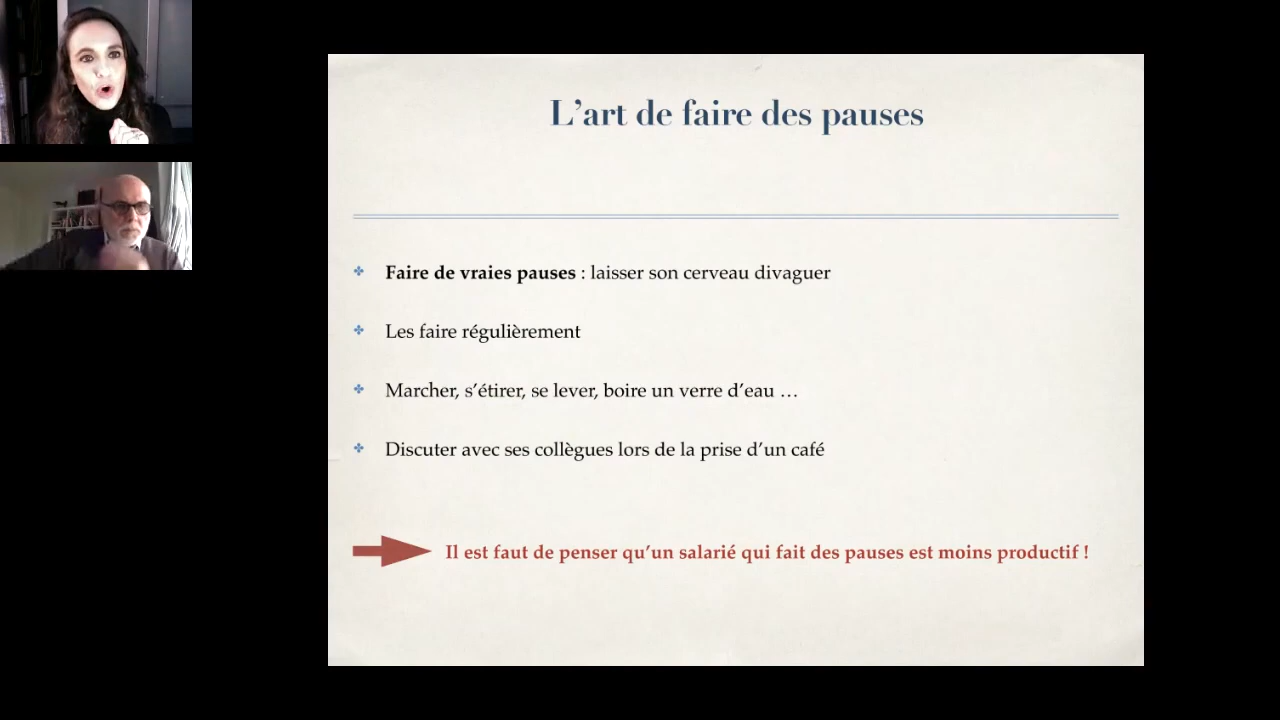 L’art de faire des pauses
Faire de vraies pauses : laisser son cerveau divaguer
Les faire régulièrement
Marcher, s’étirer, se lever, boire un verre d’eau …
Discuter avec ses collègues lors de la prise d’un café
Il est faut de penser qu’un salarié qui fait des pauses est moins productif !